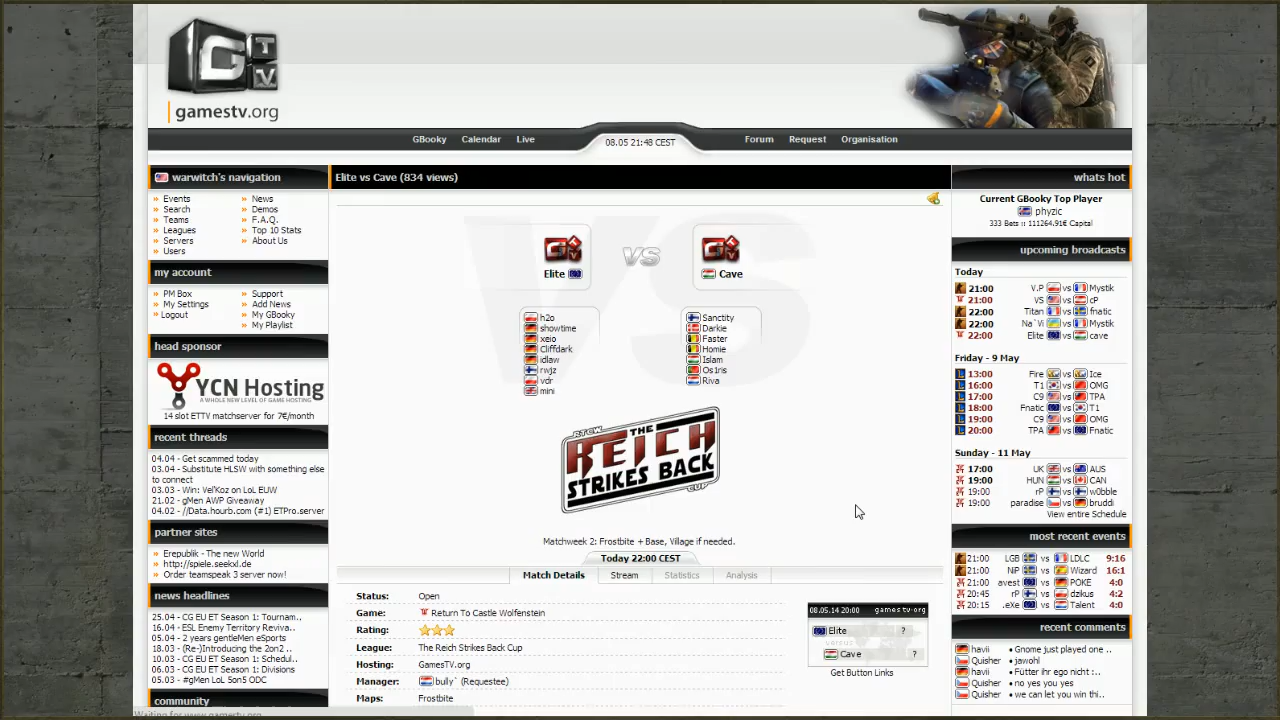 G TV
gamestv.org
GBooky Calendar Live 08.05 21:48 CEST Forum Request Organisation
warwitch's navigation
Events News
Search Demos
Teams F.A.Q.
Leagues Top 10 Stats
Servers About Us
Users
my account
PM Box Support
My Settings Add News
Logout My GBooky
My Playlist
head sponsor
YCN Hosting
A WHOLE NEW LEVEL OF GAME HOSTING
14 slot ETTV matchserver for 7€/month
recent threads
04.04 - Get scammed today
03.04 - Substitute HLSW with something else
to connect
03.03 - Win: Vel'Koz on LoL EUW
21.02 - gMen AWP Giveaway
04.02 - //Data.hourb.com (#1) ETPro.server
partner sites
Erepublik - The new World
http://spiele.seekxl.de
Order teamspeak 3 server now!
news headlines
25.04 - CG EU ET Season 1: Tournam..
16.04 - ESL Enemy Territory Reviva..
2 years gentleMen eSports
18.03 - (Re-)Introducing the 2on2 ..
10.03 - CG EU ET Season 1: Schedul..
06.03 - CG EU ET Season 1: Divisions
05.03 - #gMen LoL Son5 ODC
community
Waiting for www.gamestv.org
Elite vs Cave (834 views)
Elite VS Cave
h2o
showtime
xeio
Cliffdark
idlaw
rwjz
vdr
mini
Sanctity
Darkie
Faster
Homie
Islam
Os1ris
Riva
RTCW THE
REICH
STRIKES BACK
CUP
Matchweek 2: Frostbite + Base, Village if needed.
Today 22:00 CEST
Match Details Stream Statistics Analysis
Status: Open
Game: Return To Castle Wolfenstein
Rating:
League: The Reich Strikes Back Cup
Hosting: GamesTV.org
Manager: bully` (Requestee)
Maps: Frostbite
08.05.14 20:00 gamestv.org
Elite ?
versus
Cave ?
Get Button Links
whats hot
Current GBooky Top Player
phyzic
333 Bets :: 111264.91€ Capital
upcoming broadcasts
Today
21:00 V.P vs Mystik
21:00 VS vs cP
22:00 Titan vs fnatic
22:00 Na`Vi vs Mystik
22:00 Elite vs cave
Friday - 9 May
13:00 Fire vs Ice
16:00 T1 vs OMG
17:00 C9 vs TPA
18:00 Fnatic vs T1
19:00 C9 vs OMG
20:00 TPA vs Fnatic
Sunday - 11 May
17:00 UK vs AUS
19:00 HUN vs CAN
19:00 rP vs w0bble
19:00 paradise vs bruddi
View entire Schedule
most recent events
21:00 LGB vs LDLC 9:16
21:00 NiP vs Wizard 16:1
21:00 avest vs POKE 4:0
20:45 rP vs dzikus 4:2
20:15 .eXe vs Talent 4:0
recent comments
havii • Gnome just played one ..
Quisher • jawohl
havii • Fütter ihr ego nicht :..
Quisher • no yes you yes
Quisher • we can let you win thi..